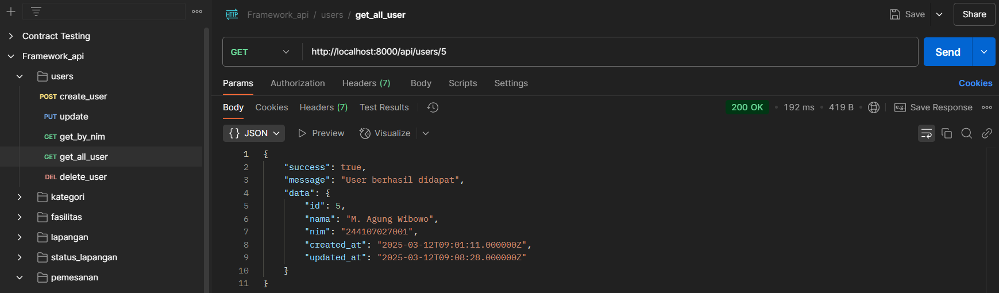 Contract Testing
Framework_api
users
POST create_user
PUT update
GET get_by_nim
GET get_all_user
DEL delete_user
kategori
fasilitas
lapangan
status_lapangan
pemesanan
HTTP Framework_api / users / get_all_user
Save
Share
GET http://localhost:8000/api/users/5
Send
Params Authorization Headers (7) Body Scripts Settings
Cookies
Body Cookies Headers (7) Test Results
200 OK • 192 ms • 419 B • e.g. Save Response
{} JSON Preview Visualize
1 {
2 "success": true,
3 "message": "User berhasil didapat",
4 "data": {
5 "id": 5,
6 "nama": "M. Agung Wibowo",
7 "nim": "244107027001",
8 "created_at": "2025-03-12T09:01:11.000000Z",
9 "updated_at": "2025-03-12T09:08:28.000000Z"
10 }
11 }